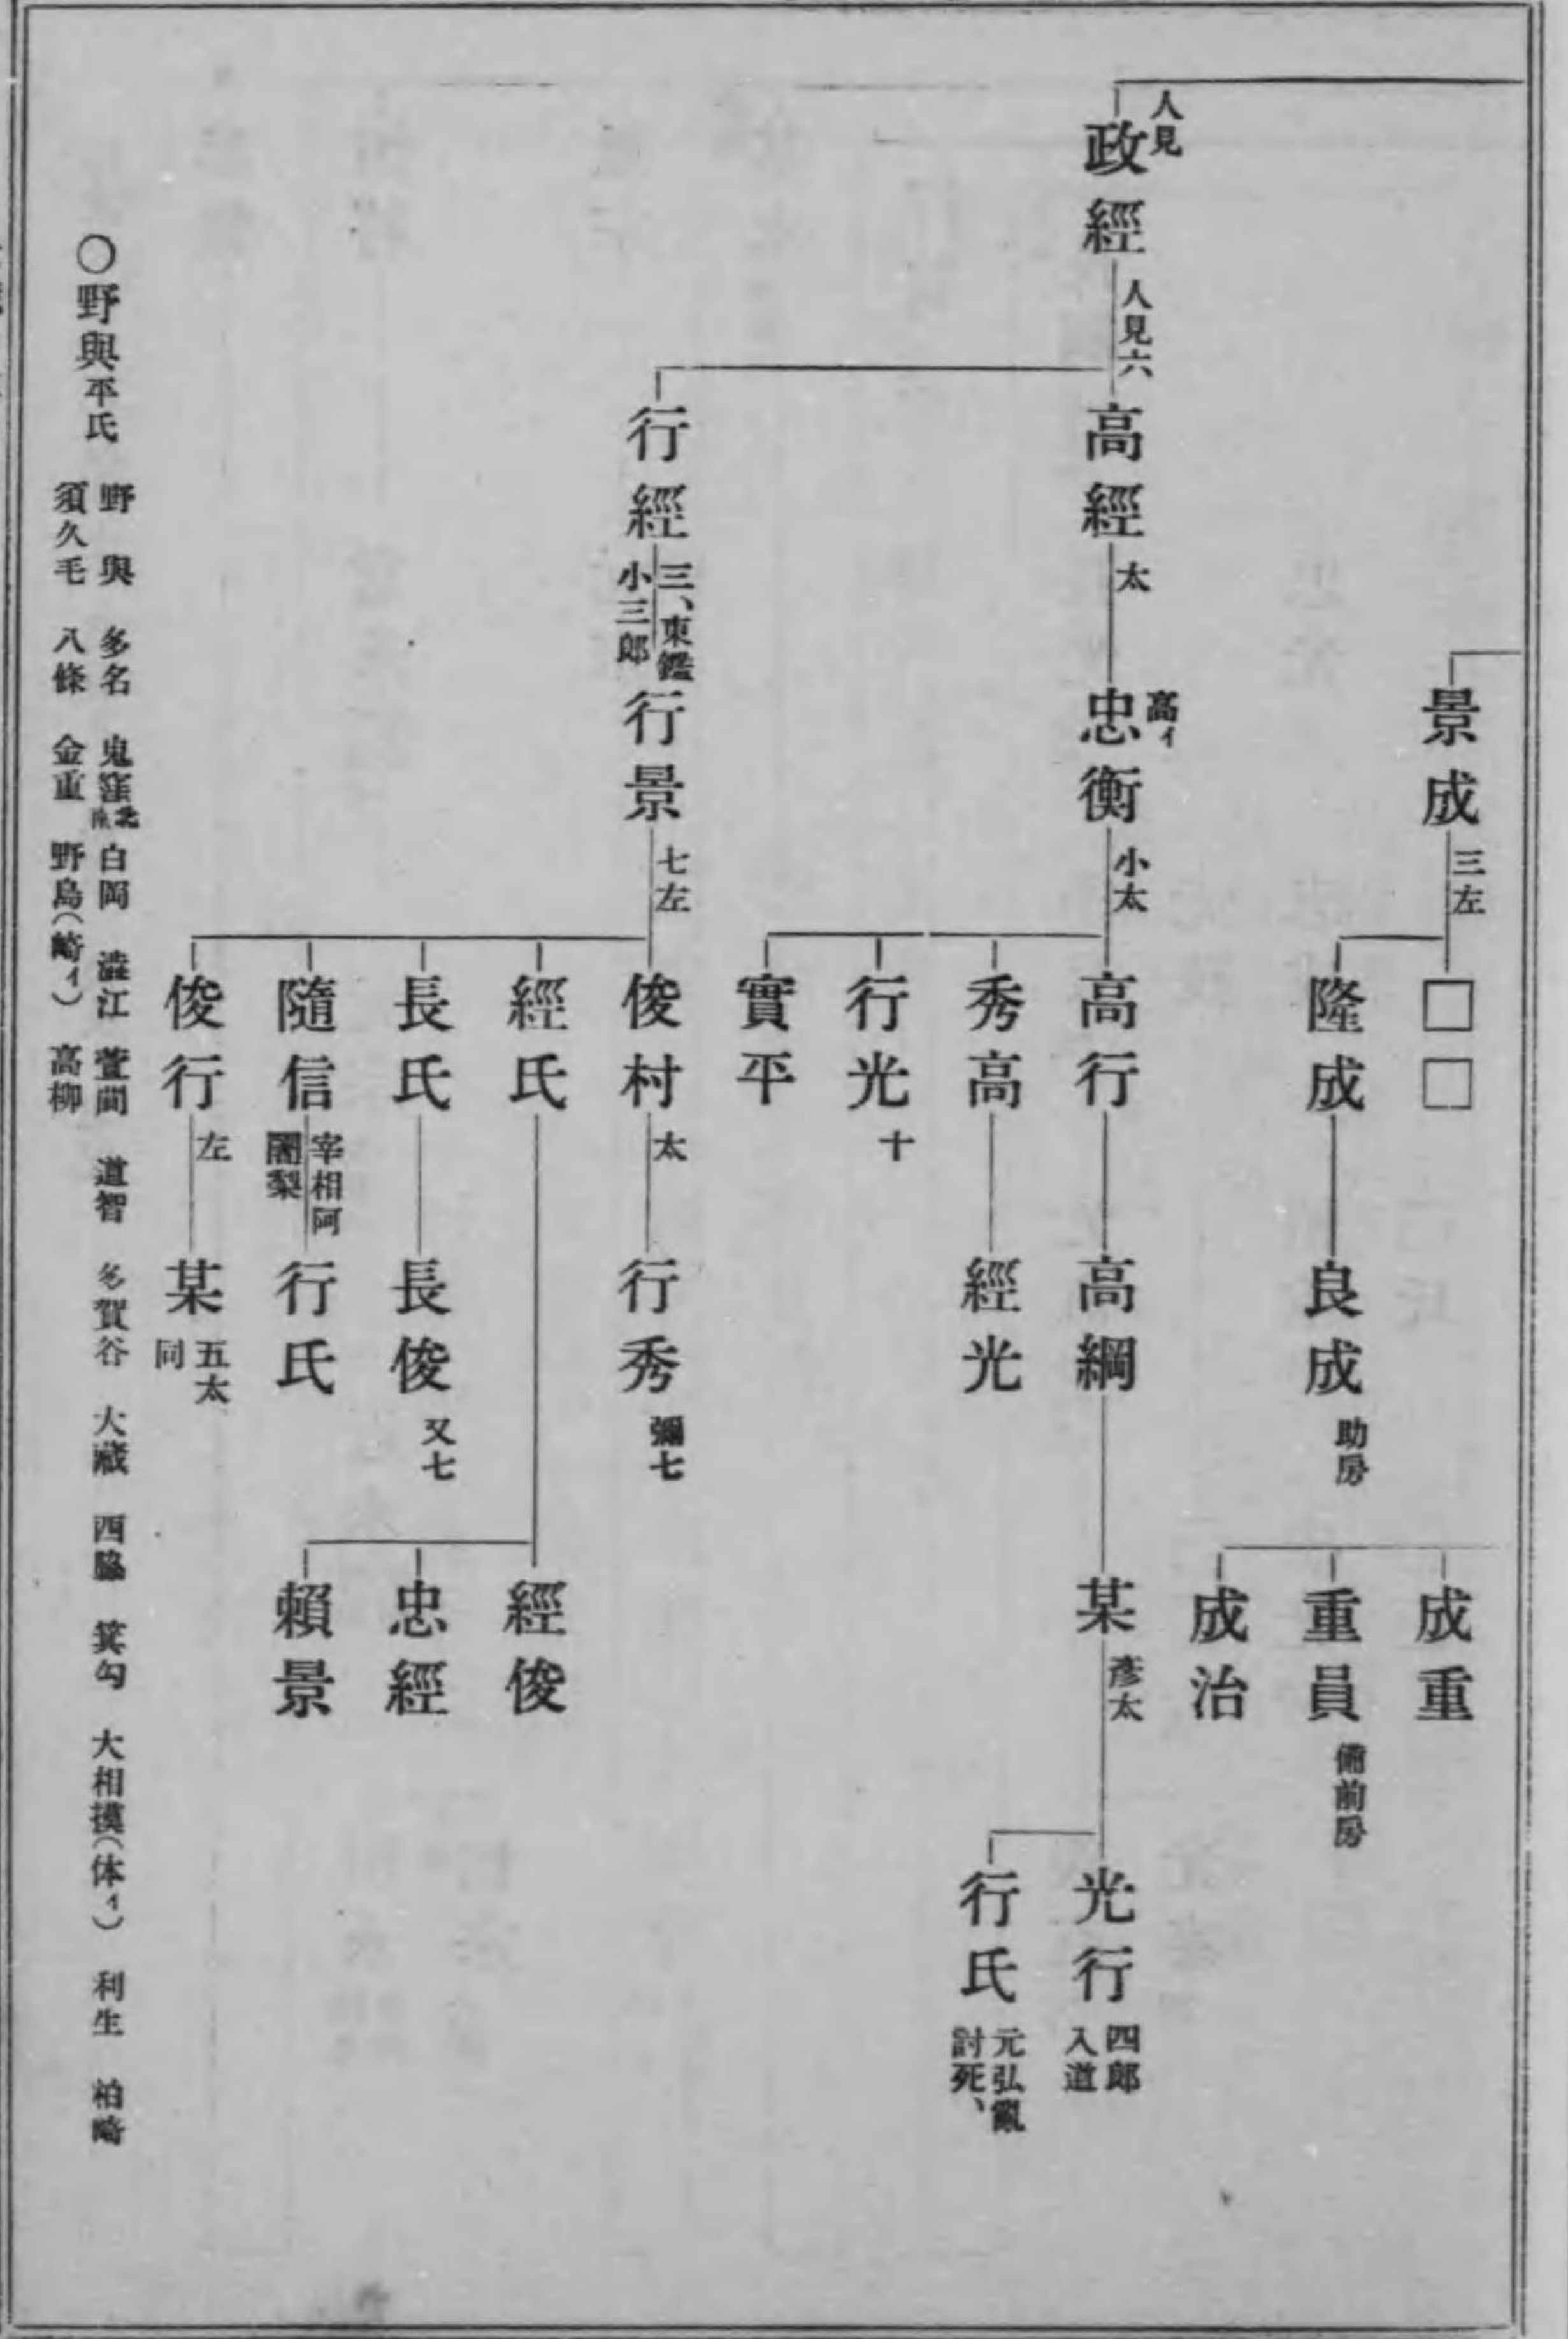 景成 三左
□□
隆成
良成 助房
成重
重員 備前房
成治
人見
政經 人見六
高經 太
高イ
忠衡 小太
高行
高綱
某 彥太
光行 四郎入道
行氏 元弘亂討死、
秀高
經光
行光 十
實平
行經 三、東鑑小三郎
行景 七左
俊村 太
行秀 彌七
經氏
經俊
忠經
賴景
長氏
長俊 又七
隨信 宰相阿闍梨
行氏
俊行 左
某 五太同
〇野與平氏
野與 多名 鬼窪北南 白岡 澁江 萱間 道智 多賀谷 大藏 西脇 箕勾 大相摸(体イ) 利生 柏崎
須久毛 八條 金重 野島(崎イ) 高柳